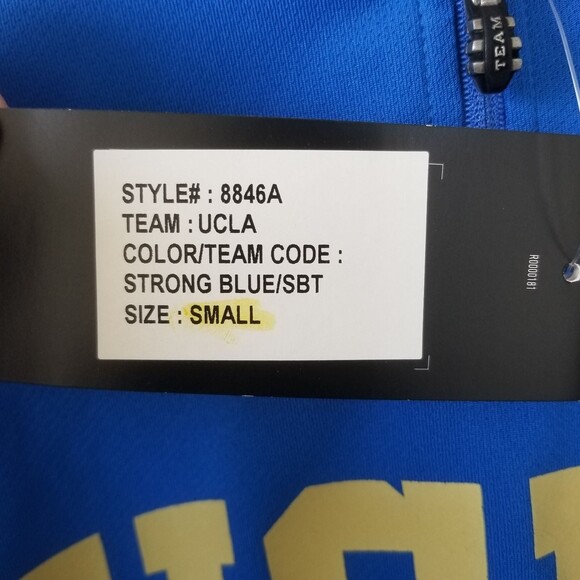 TEAM
STYLE# : 8846A
TEAM : UCLA
COLOR/TEAM CODE :
STRONG BLUE/SBT
SIZE : SMALL
R0000181